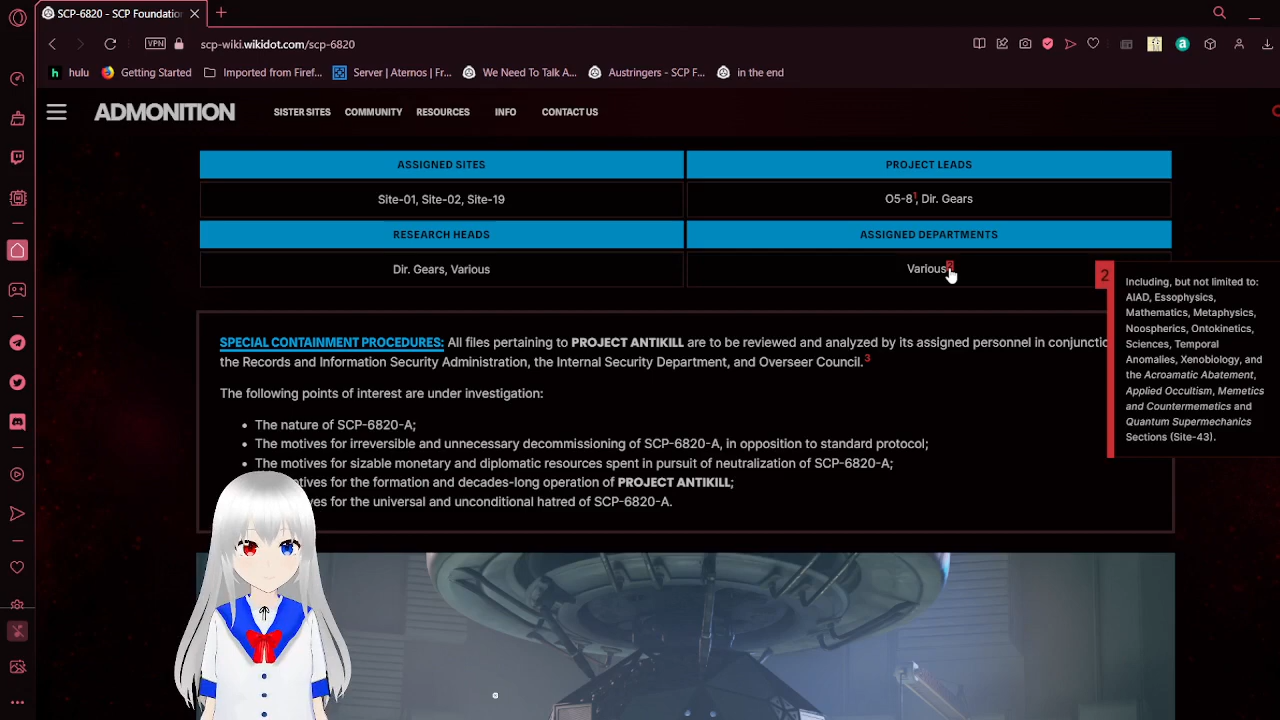 SCP-6820 - SCP Foundation
scp-wiki.wikidot.com/scp-6820
VPN
hulu
Getting Started
Imported from Firef...
Server | Aternos | Fr...
We Need To Talk A...
Austringers - SCP F...
in the end
ADMONITION
SISTER SITES
COMMUNITY
RESOURCES
INFO
CONTACT US
ASSIGNED SITES
PROJECT LEADS
Site-01, Site-02, Site-19
O5-8¹, Dir. Gears
RESEARCH HEADS
ASSIGNED DEPARTMENTS
Dir. Gears, Various
Various²
2
Including, but not limited to:
AIAD, Essophysics,
Mathematics, Metaphysics,
Noospherics, Ontokinetics,
Sciences, Temporal
Anomalies, Xenobiology, and
the Acroamatic Abatement,
Applied Occultism, Memetics
and Countermemetics and
Quantum Supermechanics
Sections (Site-43).
SPECIAL CONTAINMENT PROCEDURES: All files pertaining to PROJECT ANTIKILL are to be reviewed and analyzed by its assigned personnel in conjunctio
the Records and Information Security Administration, the Internal Security Department, and Overseer Council.³
The following points of interest are under investigation:
The nature of SCP-6820-A;
The motives for irreversible and unnecessary decommissioning of SCP-6820-A, in opposition to standard protocol;
The motives for sizable monetary and diplomatic resources spent in pursuit of neutralization of SCP-6820-A;
otives for the formation and decades-long operation of PROJECT ANTIKILL;
ves for the universal and unconditional hatred of SCP-6820-A.